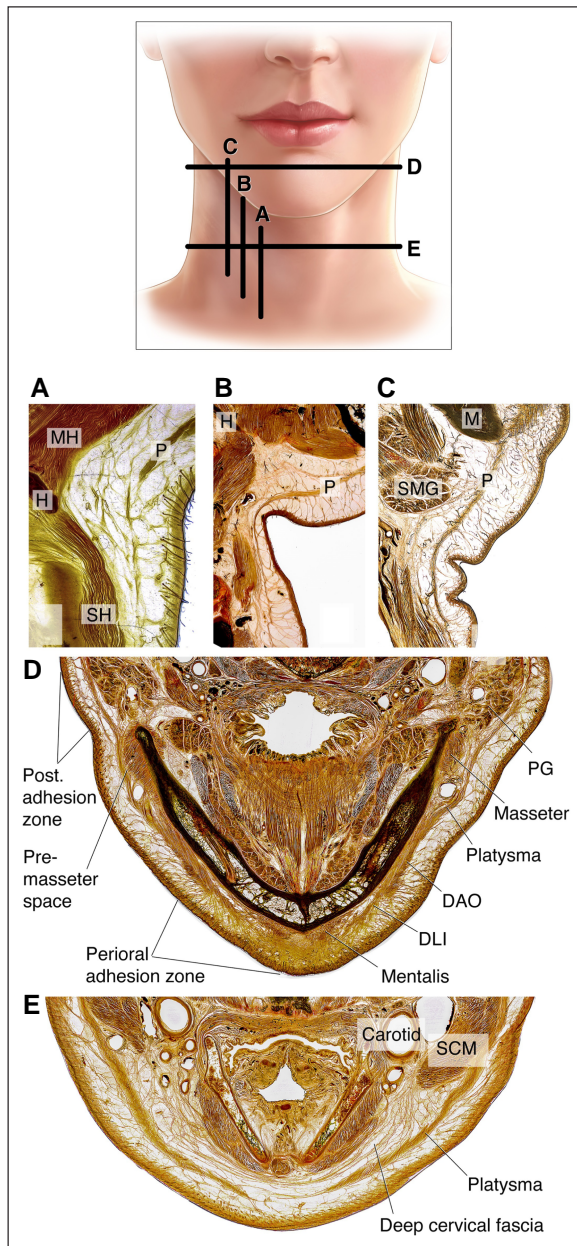 C
D
B
A
E
A
B
C
MH
P
H
SH
H
P
M
SMG
P
D
Post.
adhesion
zone
Pre-
masseter
space
Perioral
adhesion zone
PG
Masseter
Platysma
DAO
DLI
Mentalis
E
Carotid
SCM
Platysma
Deep cervical fascia